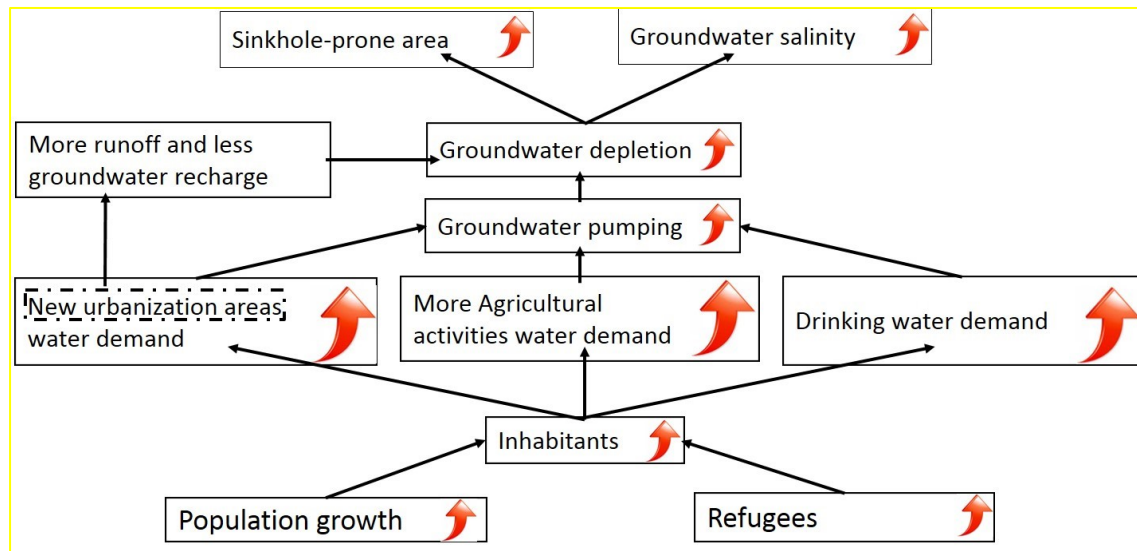 Sinkhole-prone area
Groundwater salinity
More runoff and less
groundwater recharge
Groundwater depletion
Groundwater pumping
New urbanization areas
water demand
More Agricultural
activities water demand
Drinking water demand
Inhabitants
Population growth
Refugees